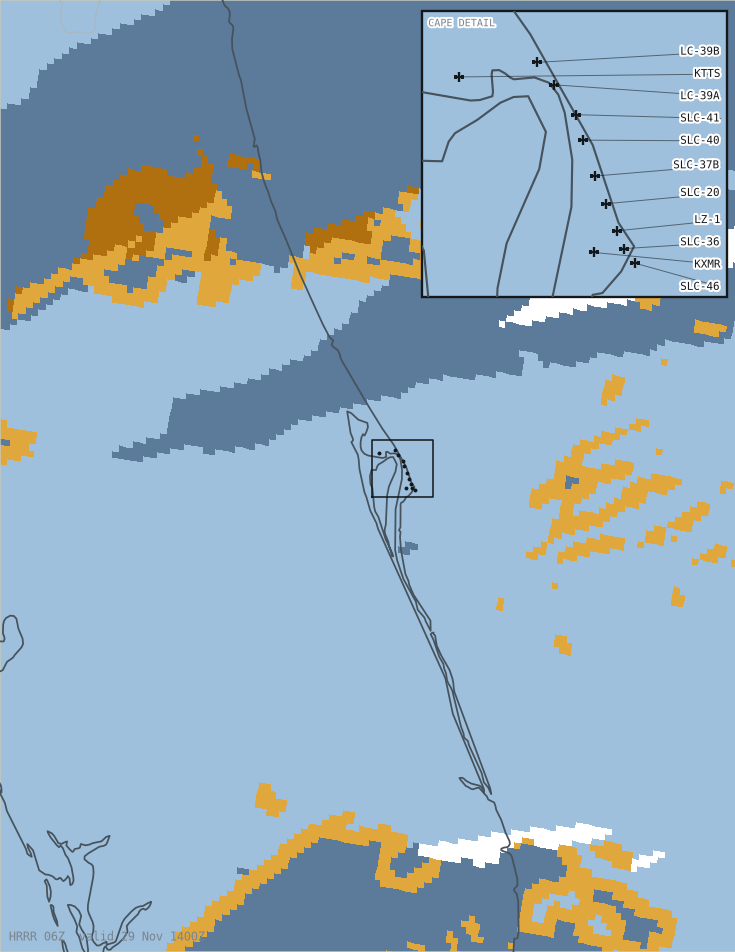 CAPE DETAIL
LC-39B
KTTS
LC-39A
SLC-41
SLC-40
SLC-37B
SLC-20
LZ-1
SLC-36
KXMR
SLC-46
HRRR 06Z valid 29 Nov 1400Z